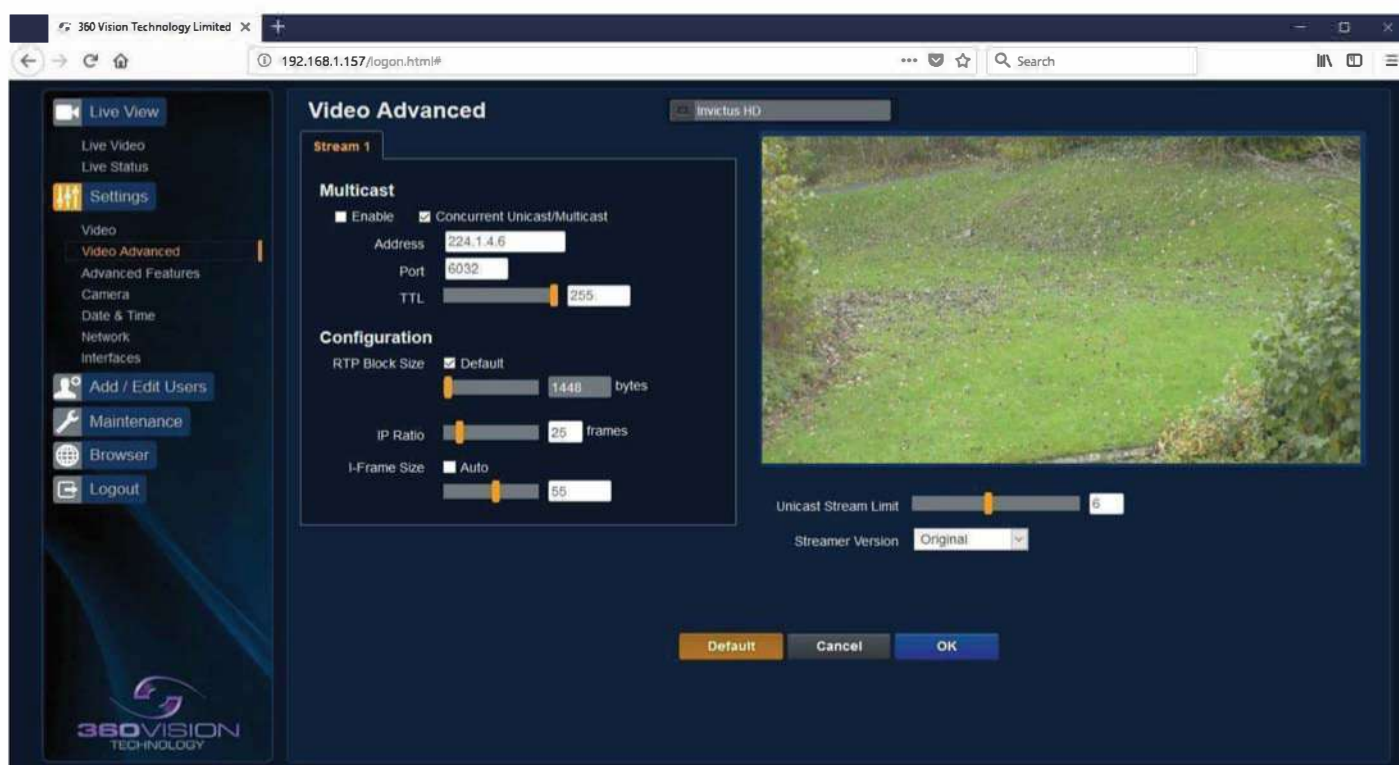 360 Vision Technology Limited
192.168.1.157/logon.html#
Search
Live View
Live Video
Live Status
Settings
Video
Video Advanced
Advanced Features
Camera
Date & Time
Network
Interfaces
Add / Edit Users
Maintenance
Browser
Logout
360VISION
TECHNOLOGY
Video Advanced
Invictus HD
Stream 1
Multicast
Enable Concurrent Unicast/Multicast
Address 224.1.4.6
Port 6032
TTL 255
Configuration
RTP Block Size Default
1448 bytes
IP Ratio 25 frames
I-Frame Size Auto
55
Unicast Stream Limit 6
Streamer Version Original
Default Cancel OK